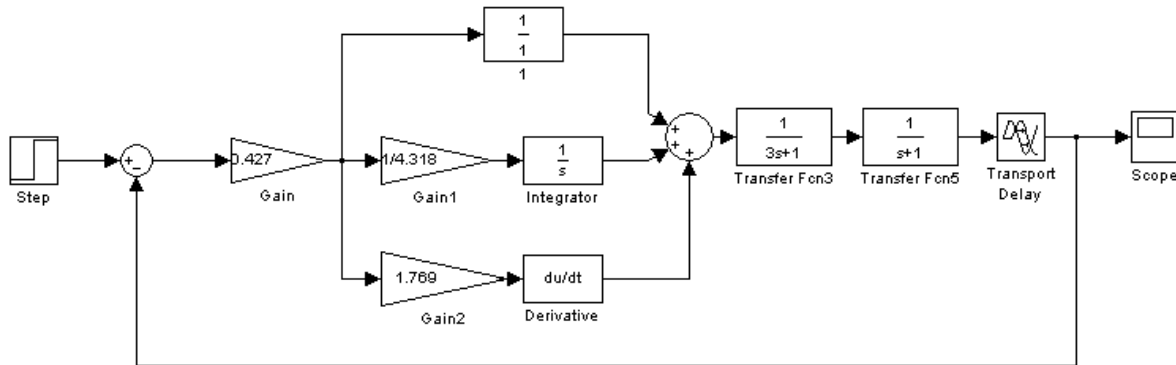 1
1
1
+
−
0.427
1/4.318
1
s
+
+
+
1
3s+1
1
s+1
Step
Gain
Gain1
Integrator
Transfer Fcn3
Transfer Fcn5
Transport
Delay
Scope
1.769
du/dt
Gain2
Derivative